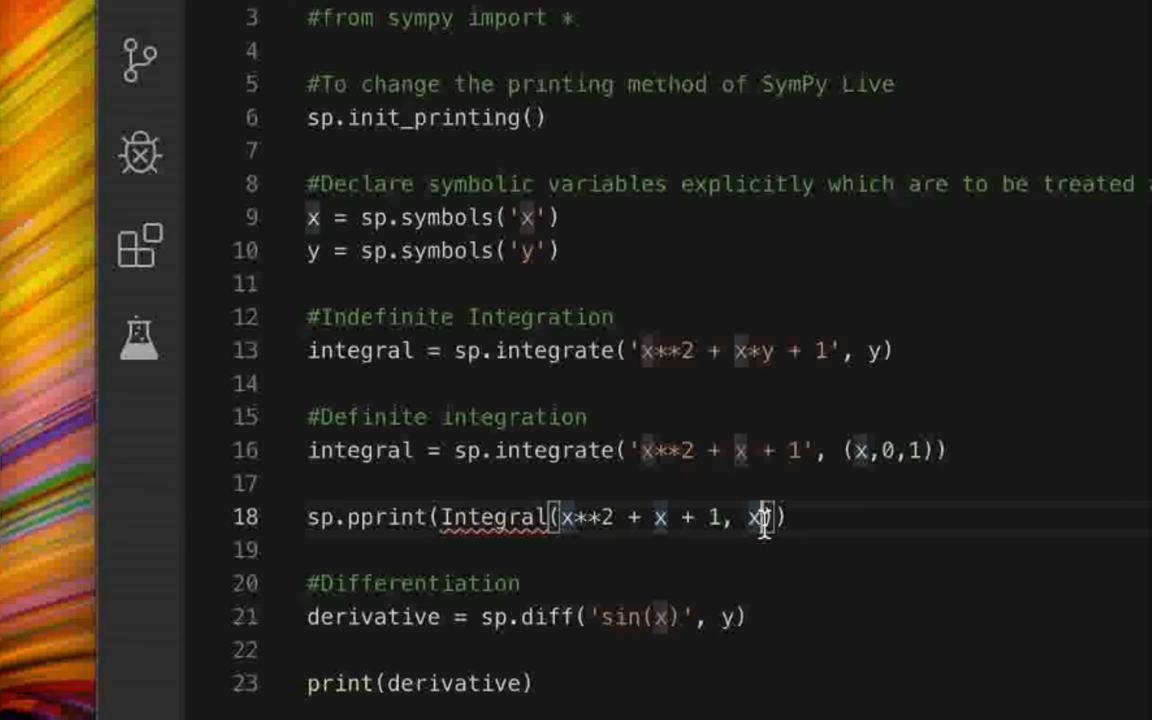 3 #from sympy import *
4
5 #To change the printing method of SymPy Live
6 sp.init_printing()
7
8 #Declare symbolic variables explicitly which are to be treated
9 x = sp.symbols('x')
10 y = sp.symbols('y')
11
12 #Indefinite Integration
13 integral = sp.integrate('x**2 + x*y + 1', y)
14
15 #Definite integration
16 integral = sp.integrate('x**2 + x + 1', (x,0,1))
17
18 sp.pprint(Integral(x**2 + x + 1, x))
19
20 #Differentiation
21 derivative = sp.diff('sin(x)', y)
22
23 print(derivative)